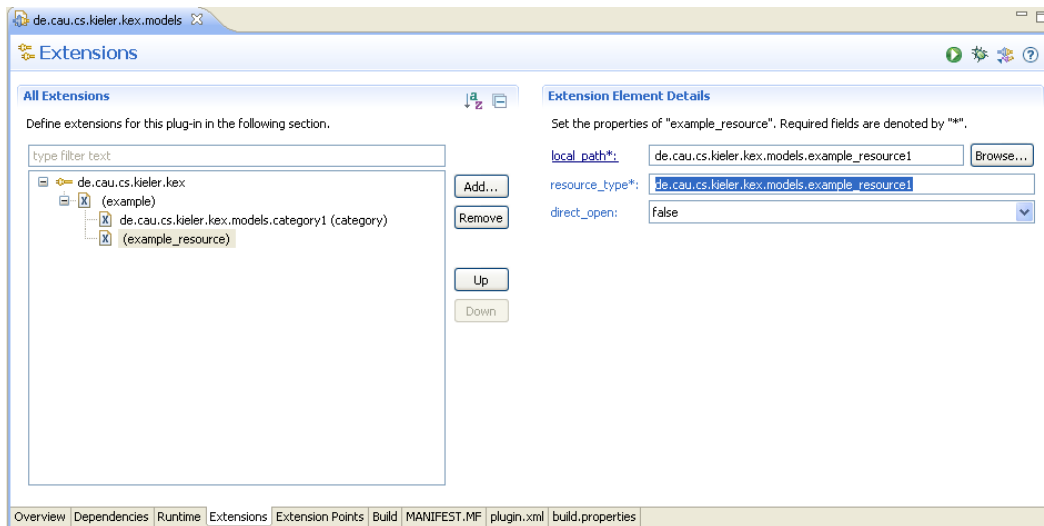 de.cau.cs.kieler.kex.models
Extensions
All Extensions
Define extensions for this plug-in in the following section.
type filter text
de.cau.cs.kieler.kex
(example)
de.cau.cs.kieler.kex.models.category1 (category)
(example_resource)
Add...
Remove
Up
Down
Extension Element Details
Set the properties of "example_resource". Required fields are denoted by "*".
local_path*: de.cau.cs.kieler.kex.models.example_resource1 Browse...
resource_type*: de.cau.cs.kieler.kex.models.example_resource1
direct_open: false
Overview Dependencies Runtime Extensions Extension Points Build MANIFEST.MF plugin.xml build.properties